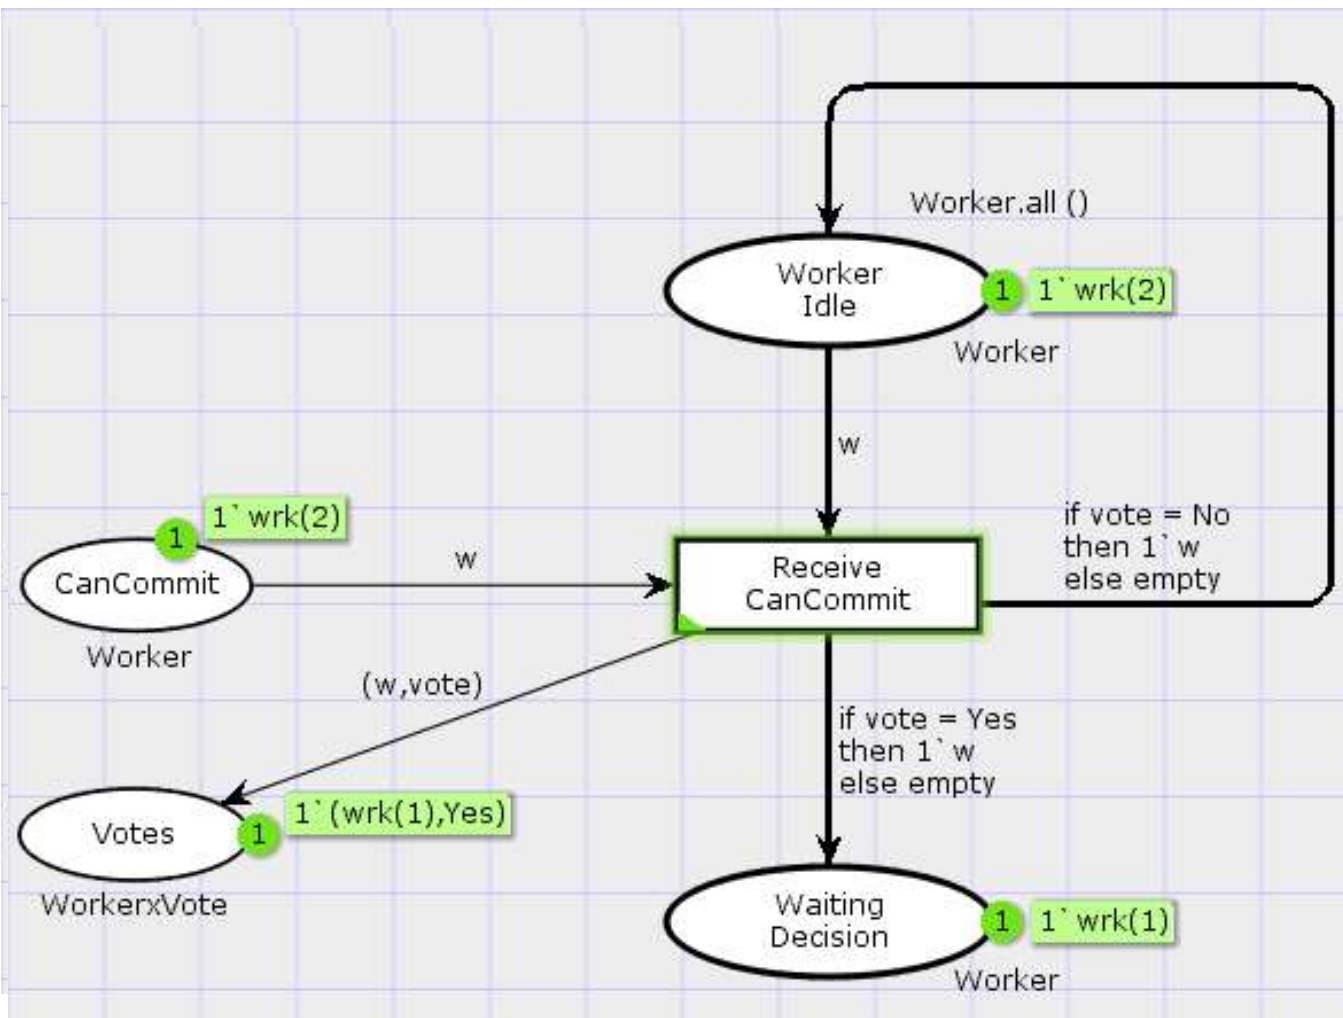 Worker.all ()
Worker
Idle
1
1`wrk(2)
Worker
w
1`wrk(2)
1
CanCommit
Worker
w
Receive
CanCommit
if vote = No
then 1`w
else empty
(w,vote)
if vote = Yes
then 1`w
else empty
Votes
1
1`(wrk(1),Yes)
WorkerxVote
Waiting
Decision
1
1`wrk(1)
Worker